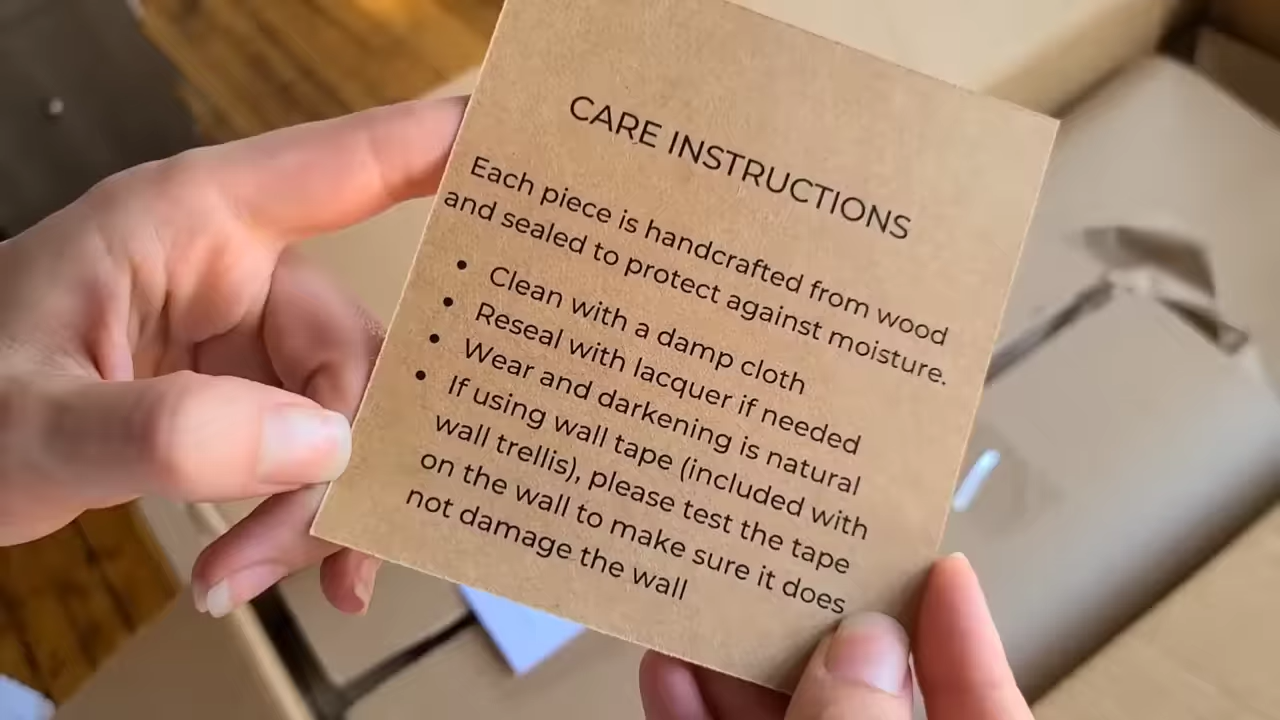 CARE INSTRUCTIONS
Each piece is handcrafted from wood
and sealed to protect against moisture.
• Clean with a damp cloth
• Reseal with lacquer if needed
• Wear and darkening is natural
• If using wall tape (included with
wall trellis), please test the tape
on the wall to make sure it does
not damage the wall